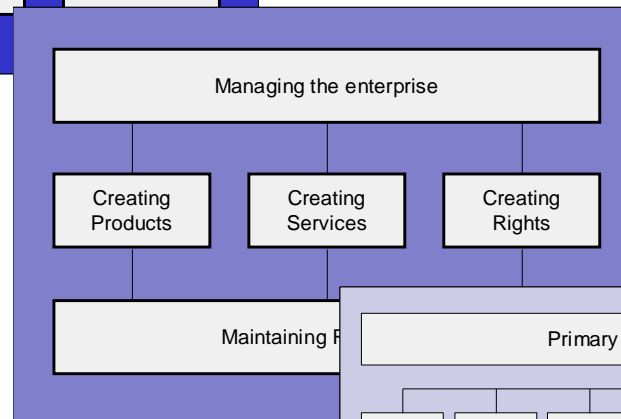 Managing the enterprise
Creating
Products
Creating
Services
Creating
Rights
Maintaining
Primary